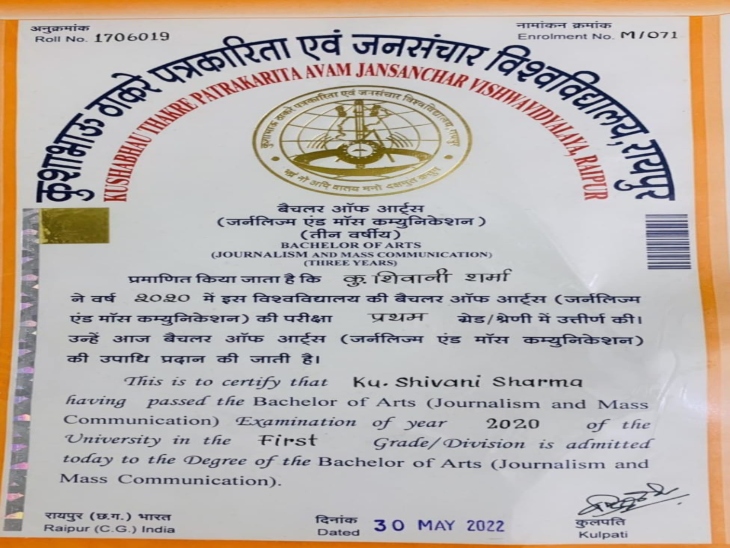 अनुक्रमांक
Roll No. 1706019
नामांकन क्रमांक
Enrolment No. M/071
कुशाभाऊ ठाकरे पत्रकारिता एवं जनसंचार विश्वविद्यालय, रायपुर
KUSHABHAU THAKRE PATRAKARITA AVAM JANSANCHAR VISHWAVIDYALAYA, RAIPUR
बैचलर ऑफ आर्ट्स
(जर्नलिज्म एंड मॉस कम्युनिकेशन)
(तीन वर्षीय)
BACHELOR OF ARTS
(JOURNALISM AND MASS COMMUNICATION)
(THREE YEARS)
प्रमाणित किया जाता है कि कु. शिवानी शर्मा
ने वर्ष २०२० में इस विश्वविद्यालय की बैचलर ऑफ आर्ट्स (जर्नलिज्म
एंड मॉस कम्युनिकेशन) की परीक्षा प्रथम ग्रेड/श्रेणी में उत्तीर्ण की।
उन्हें आज बैचलर ऑफ आर्ट्स (जर्नलिज्म एंड मॉस कम्युनिकेशन)
की उपाधि प्रदान की जाती है।
This is to certify that Ku. Shivani Sharma
having passed the Bachelor of Arts (Journalism and Mass
Communication) Examination of year 2020 of the
University in the First Grade/Division is admitted
today to the Degree of the Bachelor of Arts (Journalism and
Mass Communication).
रायपुर (छ.ग.) भारत
Raipur (C.G.) India
दिनांक
Dated 30 MAY 2022
कुलपति
Kulpati